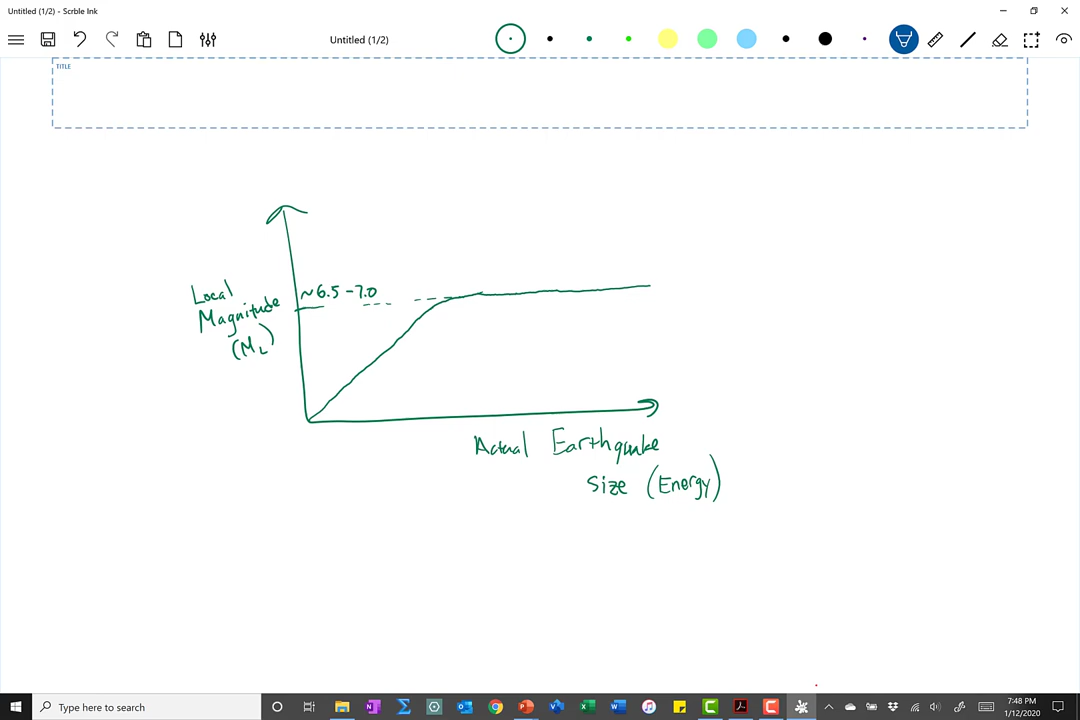 Untitled (1/2) - Scrble Ink
Untitled (1/2)
TITLE
~6.5-7.0
Local
Magnitude
(ML)
Actual Earthquake
Size (Energy)
Type here to search
7:48 PM
1/12/2020